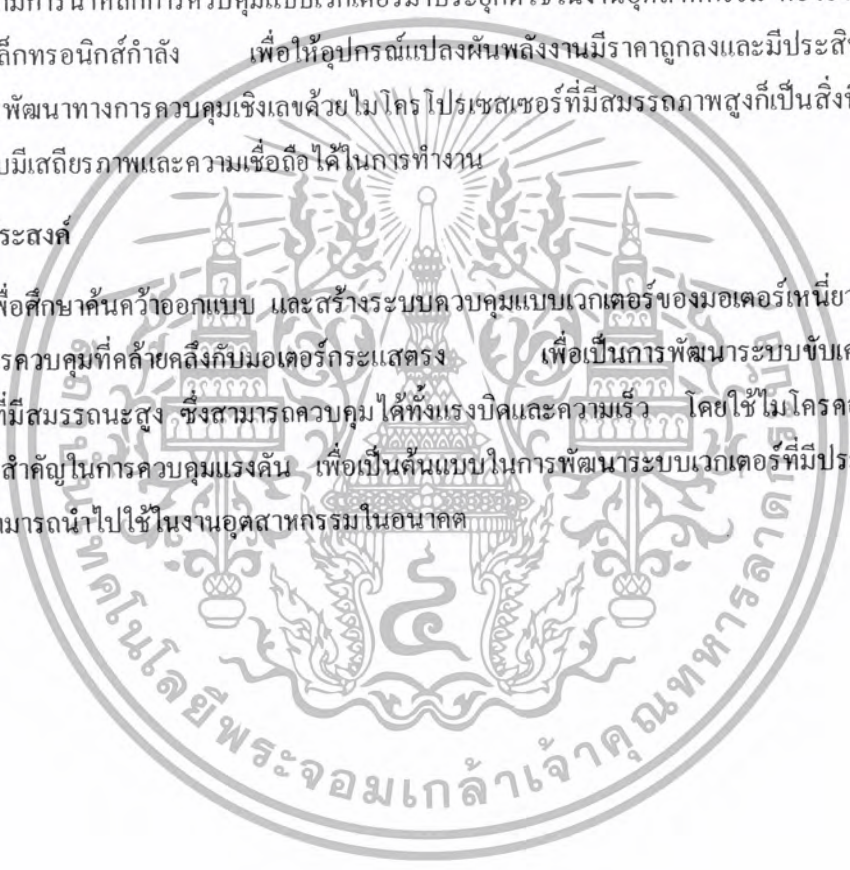 ามการนำหลักการควบคุมแบบเวกเตอร์มาประยุกต์ใช้ในงานอุตสาหกรรม
ล็กทรอนิกส์กำลัง เพื่อให้อุปกรณ์แปลงผันพลังงานมีราคาถูกลงและมีประสิ
พัฒนาทางการควบคุมเชิงเลขด้วยไมโครโปรเซสเซอร์ที่มีสมรรถภาพสูงก็เป็นสิ่งที่
บมีเสถียรภาพและความเชื่อถือได้ในการทำงาน
ระสงค์
พื่อศึกษาค้นคว้าออกแบบ และสร้างระบบควบคุมแบบเวกเตอร์ของมอเตอร์เหนี่ยว
รควบคุมที่คล้ายคลึงกับมอเตอร์กระแสตรง เพื่อเป็นการพัฒนาระบบขับเค
ที่มีสมรรถนะสูง ซึ่งสามารถควบคุมได้ทั้งแรงบิดและความเร็ว โดยใช้ไมโครค
สำคัญในการควบคุมแรงดัน เพื่อเป็นต้นแบบในการพัฒนาระบบเวกเตอร์ที่มีประ
ามารถนำไปใช้ในงานอุตสาหกรรมในอนาคต
ทคโนโลยีพระจอมเกล้าเจ้าคุณทหารลาดกระ